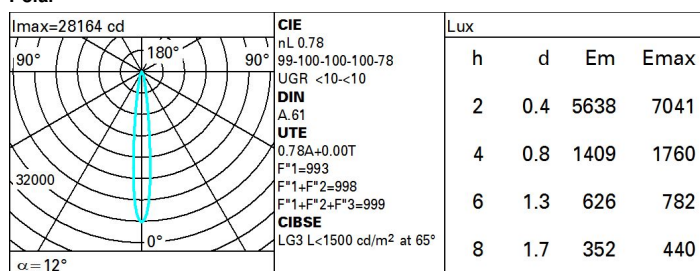 Imax=28164 cd
90°
180°
90°
32000
0°
α=12°
CIE
nL 0.78
99-100-100-100-78
UGR <10-<10
DIN
A.61
UTE
0.78A+0.00T
F"1=993
F"1+F"2=998
F"1+F"2+F"3=999
CIBSE
LG3 L<1500 cd/m² at 65°
Lux
h d Em Emax
2 0.4 5638 7041
4 0.8 1409 1760
6 1.3 626 782
8 1.7 352 440